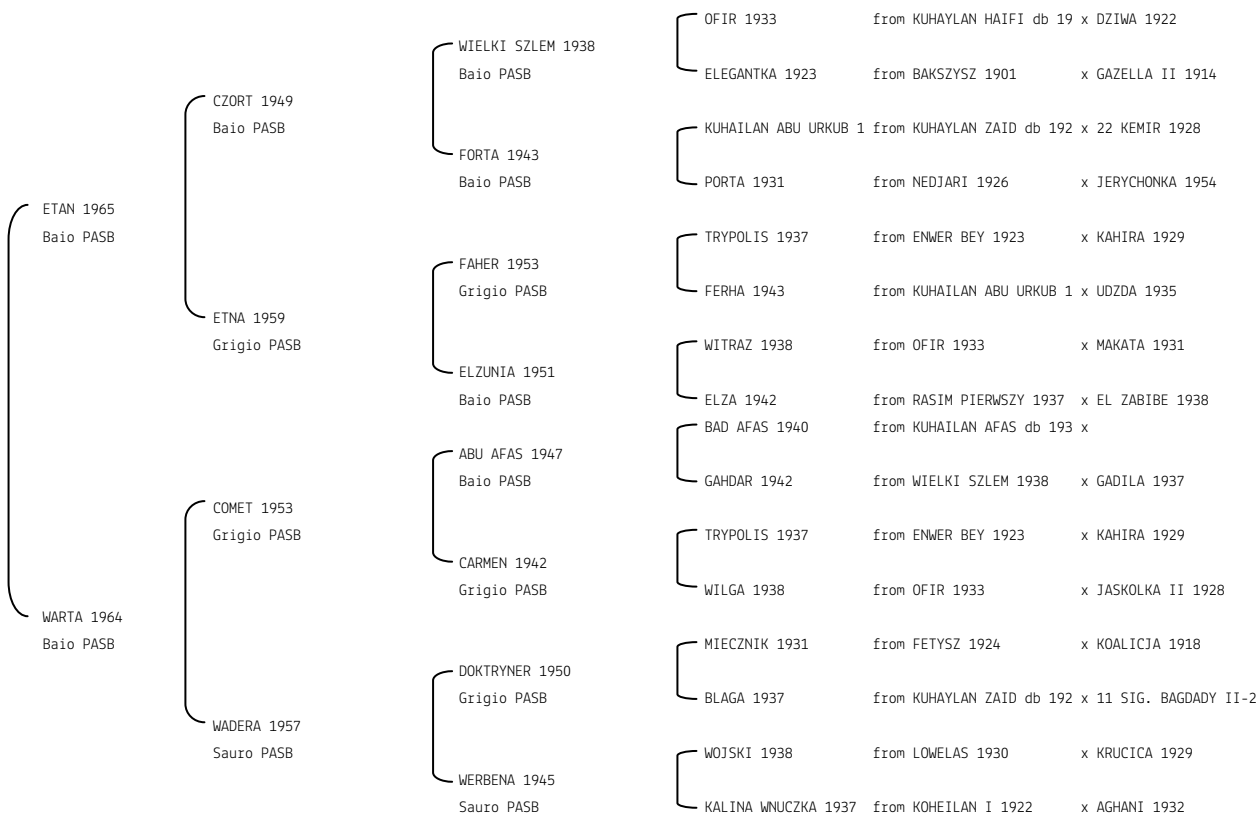 OFIR 1933 from KUHAYLAN HAIFI db 19 x DZIWA 1922
WIELKI SZLEM 1938
Baio PASB
ELEGANTKA 1923 from BAKSZYSZ 1901 x GAZELLA II 1914
CZORT 1949
Baio PASB
KUHAILAN ABU URKUB 1 from KUHAYLAN ZAID db 192 x 22 KEMIR 1928
FORTA 1943
Baio PASB
PORTA 1931 from NEDJARI 1926 x JERYCHONKA 1954
ETAN 1965
Baio PASB
TRYPOLIS 1937 from ENWER BEY 1923 x KAHIRA 1929
FAHER 1953
Grigio PASB
FERHA 1943 from KUHAILAN ABU URKUB 1 x UDZDA 1935
ETNA 1959
Grigio PASB
WITRAZ 1938 from OFIR 1933 x MAKATA 1931
ELZUNIA 1951
Baio PASB
ELZA 1942 from RASIM PIERWSZY 1937 x EL ZABIBE 1938
BAD AFAS 1940 from KUHAILAN AFAS db 193 x
ABU AFAS 1947
Baio PASB
GAHDAR 1942 from WIELKI SZLEM 1938 x GADILA 1937
COMET 1953
Grigio PASB
TRYPOLIS 1937 from ENWER BEY 1923 x KAHIRA 1929
CARMEN 1942
Grigio PASB
WILGA 1938 from OFIR 1933 x JASKOLKA II 1928
WARTA 1964
Baio PASB
MIECZNIK 1931 from FETYSZ 1924 x KOALICJA 1918
DOKTRYNER 1950
Grigio PASB
BLAGA 1937 from KUHAYLAN ZAID db 192 x 11 SIG. BAGDADY II-2
WADERA 1957
Sauro PASB
WOJSKI 1938 from LOWELAS 1930 x KRUCICA 1929
WERBENA 1945
Sauro PASB
KALINA WNUCZKA 1937 from KOHEILAN I 1922 x AGHANI 1932